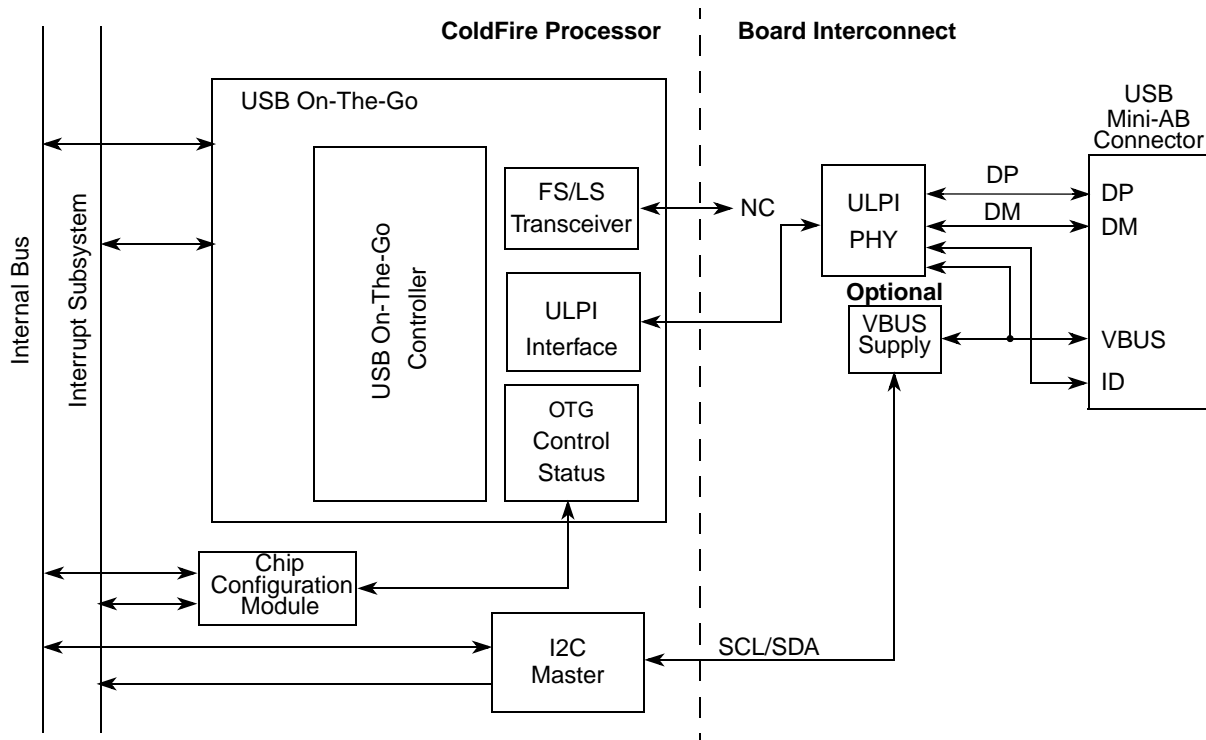 ColdFire Processor
Board Interconnect
USB On-The-Go
USB
Mini-AB
Connector
Internal Bus
Interrupt Subsystem
USB On-The-Go
Controller
FS/LS
Transceiver
NC
ULPI
PHY
DP
DM
DP
DM
ULPI
Interface
Optional
VBUS
Supply
VBUS
ID
OTG
Control
Status
Chip
Configuration
Module
I2C
Master
SCL/SDA